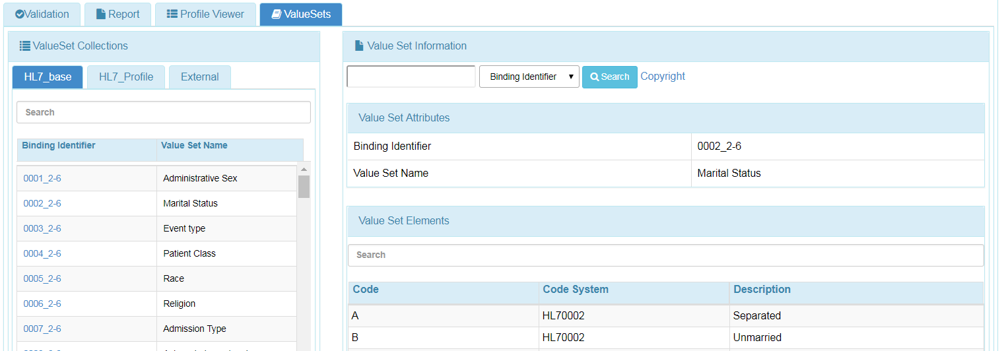 Validation Report Profile Viewer ValueSets
ValueSet Collections
HL7_base HL7_Profile External
Search
Binding Identifier Value Set Name
0001_2-6 Administrative Sex
0002_2-6 Marital Status
0003_2-6 Event type
0004_2-6 Patient Class
0005_2-6 Race
0006_2-6 Religion
0007_2-6 Admission Type
Value Set Information
Binding Identifier Search Copyright
Value Set Attributes
Binding Identifier 0002_2-6
Value Set Name Marital Status
Value Set Elements
Search
Code Code System Description
A HL70002 Separated
B HL70002 Unmarried